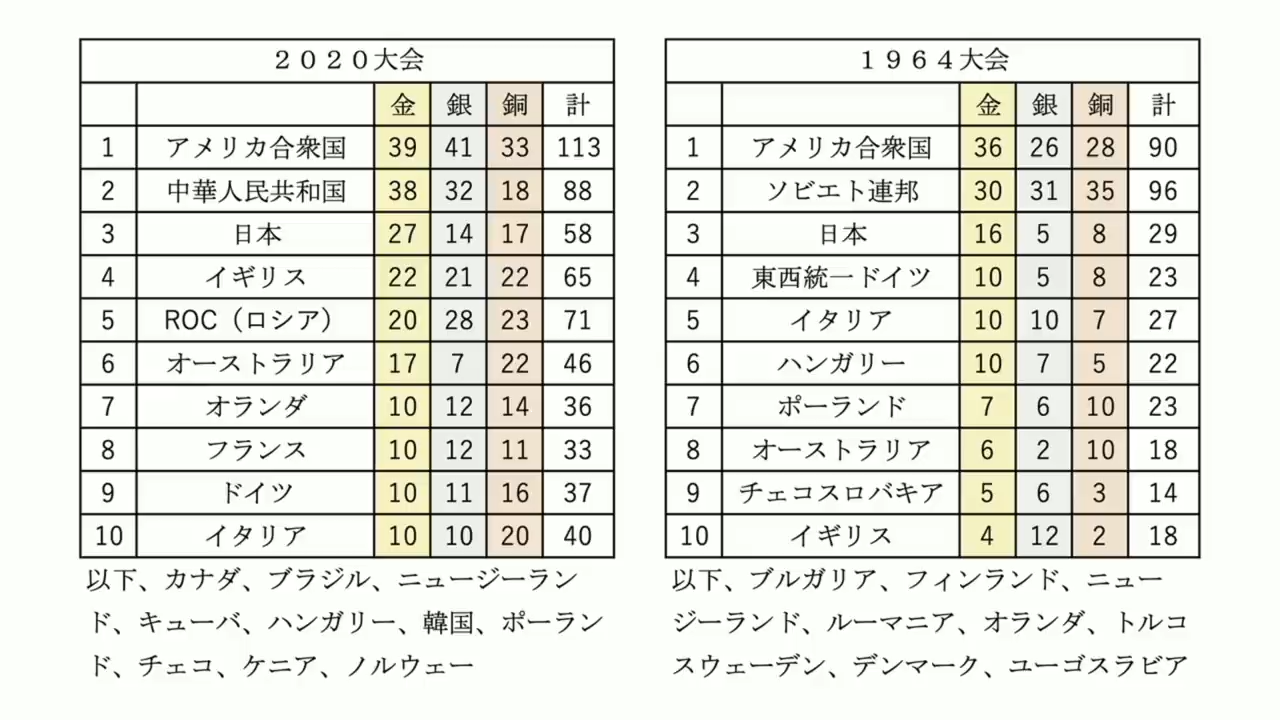 ２０２０大会
金 銀 銅 計
1 アメリカ合衆国 39 41 33 113
2 中華人民共和国 38 32 18 88
3 日本 27 14 17 58
4 イギリス 22 21 22 65
5 ROC（ロシア） 20 28 23 71
6 オーストラリア 17 7 22 46
7 オランダ 10 12 14 36
8 フランス 10 12 11 33
9 ドイツ 10 11 16 37
10 イタリア 10 10 20 40
以下、カナダ、ブラジル、ニュージーラン
ド、キューバ、ハンガリー、韓国、ポーラン
ド、チェコ、ケニア、ノルウェー
１９６４大会
金 銀 銅 計
1 アメリカ合衆国 36 26 28 90
2 ソビエト連邦 30 31 35 96
3 日本 16 5 8 29
4 東西統一ドイツ 10 5 8 23
5 イタリア 10 10 7 27
6 ハンガリー 10 7 5 22
7 ポーランド 7 6 10 23
8 オーストラリア 6 2 10 18
9 チェコスロバキア 5 6 3 14
10 イギリス 4 12 2 18
以下、ブルガリア、フィンランド、ニュー
ジーランド、ルーマニア、オランダ、トルコ
スウェーデン、デンマーク、ユーゴスラビア